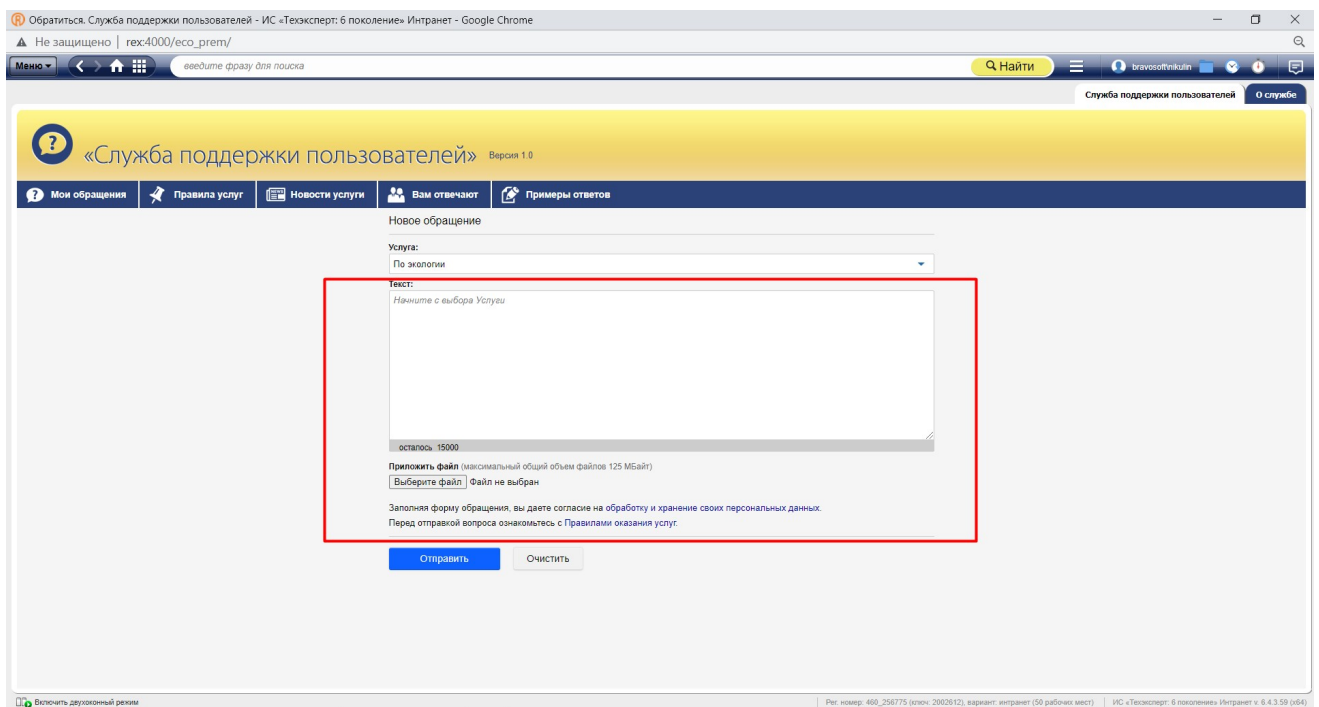 Обратиться. Служба поддержки пользователей - ИС «Техэксперт: 6 поколение» Интранет - Google Chrome
Не защищено | rex:4000/eco_prem/
Меню введите фразу для поиска Найти bravosoft\nikulin
Служба поддержки пользователей О службе
«Служба поддержки пользователей» Версия 1.0
Мои обращения Правила услуг Новости услуги Вам отвечают Примеры ответов
Новое обращение
Услуга:
По экологии
Текст:
Начните с выбора Услуги
осталось 15000
Приложить файл (максимальный общий объем файлов 125 МБайт)
Выберите файл Файл не выбран
Заполняя форму обращения, вы даете согласие на обработку и хранение своих персональных данных.
Перед отправкой вопроса ознакомьтесь с Правилами оказания услуг.
Отправить Очистить
Включить двухоконный режим Рег. номер: 460_256775 (ключ: 2002612), вариант: интранет (50 рабочих мест) | ИС «Техэксперт: 6 поколение» Интранет v. 6.4.3.59 (x64)